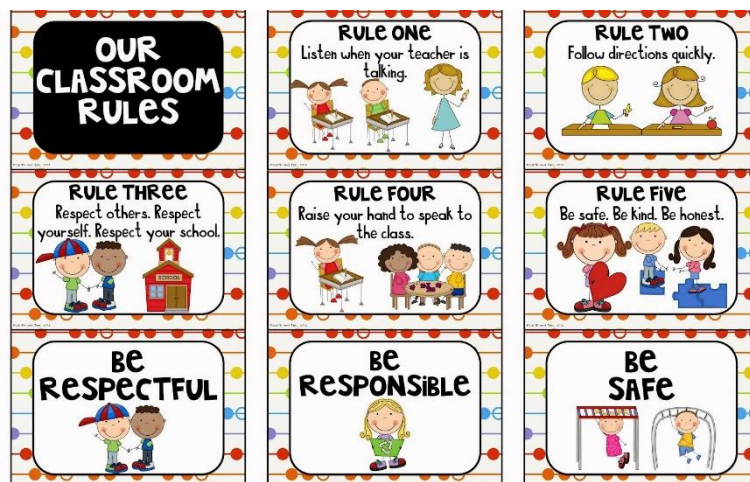 OUR
CLASSROOM
RULES
RULE ONE
Listen when your teacher is
talking.
RULE TWO
Follow directions quickly.
RULE THREE
Respect others. Respect
yourself. Respect your school.
SCHOOL
RULE FOUR
Raise your hand to speak to
the class.
RULE FIVE
Be safe. Be kind. Be honest.
BE
RESPECTFUL
BE
RESPONSIBLE
BE
SAFE